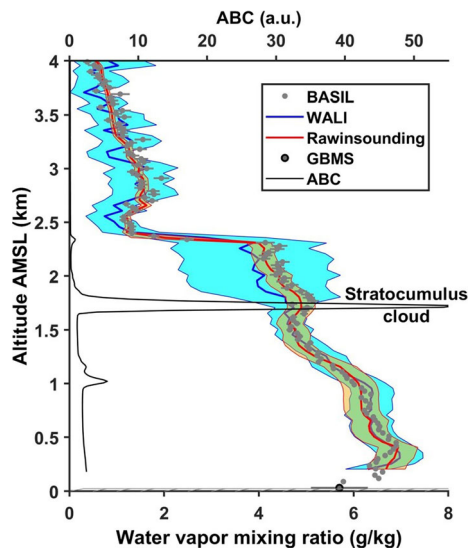 ABC (a.u.)
0 10 20 30 40 50
4
3.5
3
2.5
2
1.5
1
0.5
0
Altitude AMSL (km)
BASIL
WALI
Rawinsounding
GBMS
ABC
Stratocumulus
cloud
0 2 4 6 8
Water vapor mixing ratio (g/kg)